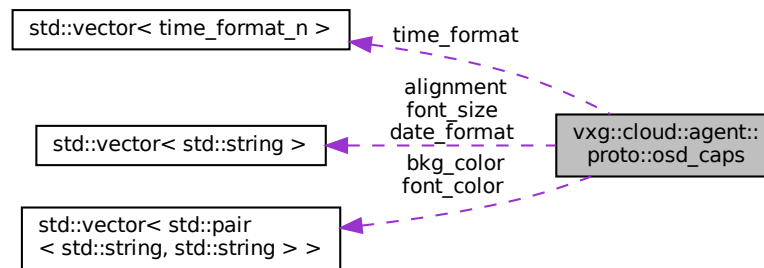 std::vector< time_format_n >
time_format
alignment
font_size
date_format
std::vector< std::string >
vxg::cloud::agent::
proto::osd_caps
bkg_color
font_color
std::vector< std::pair
< std::string, std::string > >